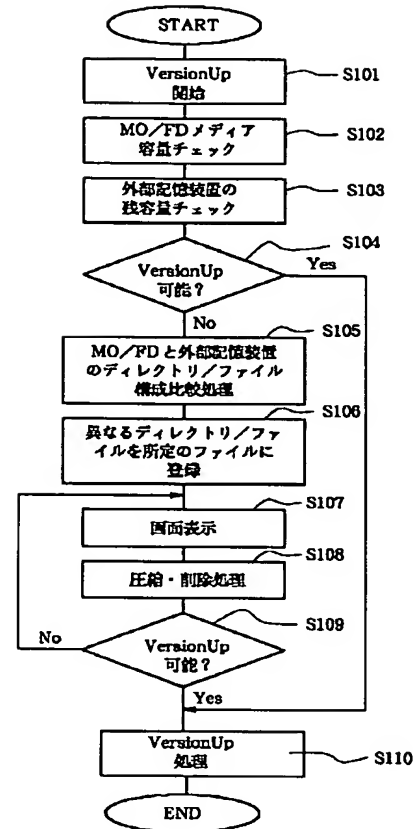 START
VersionUp
開始
S101
MO/FDメディア
容量チェック
S102
外部記憶装置の
残容量チェック
S103
VersionUp
可能?
S104
Yes
No
MO/FDと外部記憶装置
のディレクトリ/ファイル
構成比較処理
S105
異なるディレクトリ/ファ
イルを所定のファイルに
登録
S106
画面表示
S107
圧縮・削除処理
S108
VersionUp
可能?
S109
No
Yes
VersionUp
処理
S110
END